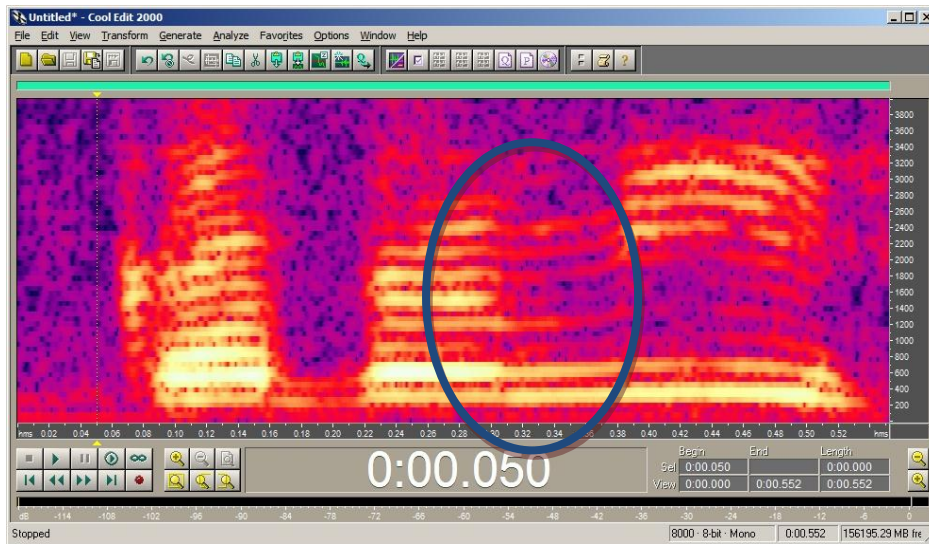 Untitled* - Cool Edit 2000
File Edit View Transform Generate Analyze Favorites Options Window Help
F ?
3800
3600
3400
3200
3000
2800
2600
2400
2200
2000
1800
1600
1400
1200
1000
800
600
400
200
hms 0.02 0.04 0.06 0.08 0.10 0.12 0.14 0.16 0.18 0.20 0.22 0.24 0.26 0.28 0.30 0.32 0.34 0.36 0.38 0.40 0.42 0.44 0.46 0.48 0.50 0.52 hms
Begin End Length
0:00.050
Sel 0:00.050 0:00.000
View 0:00.000 0:00.552 0:00.552
dB -114 -108 -102 -96 -90 -84 -78 -72 -66 -60 -54 -48 -42 -36 -30 -24 -18 -12 -6 0
Stopped 8000 · 8-bit · Mono 0:00.552 156195.29 MB fre